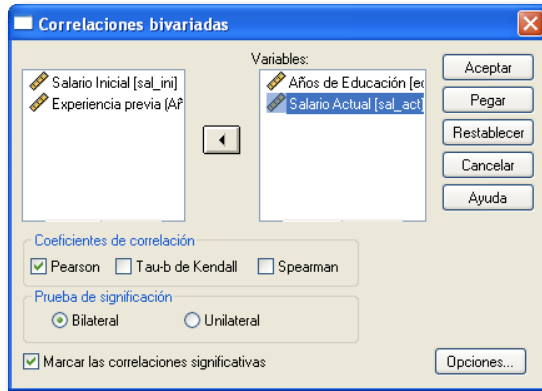 Correlaciones bivariadas
Variables:
Salario Inicial [sal_ini]
Experiencia previa (Añ
Años de Educación [ed
Salario Actual [sal_act]
Aceptar
Pegar
Restablecer
Cancelar
Ayuda
Coeficientes de correlación
Pearson Tau-b de Kendall Spearman
Prueba de significación
Bilateral Unilateral
Marcar las correlaciones significativas
Opciones...